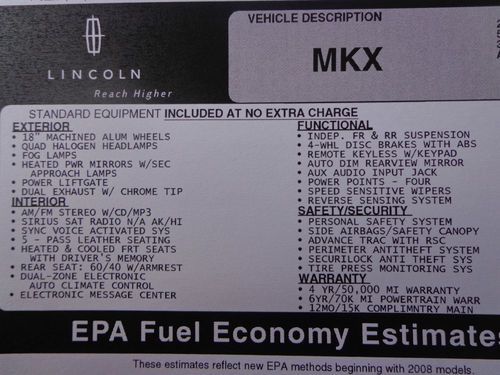 LINCOLN
Reach Higher
VEHICLE DESCRIPTION
MKX
STANDARD EQUIPMENT INCLUDED AT NO EXTRA CHARGE
EXTERIOR
• 18" MACHINED ALUM WHEELS
• QUAD HALOGEN HEADLAMPS
• FOG LAMPS
• HEATED PWR MIRRORS W/SEC
APPROACH LAMPS
• POWER LIFTGATE
• DUAL EXHAUST W/ CHROME TIP
INTERIOR
• AM/FM STEREO W/CD/MP3
• SIRIUS SAT RADIO N/A AK/HI
• SYNC VOICE ACTIVATED SYS
• 5 - PASS LEATHER SEATING
• HEATED & COOLED FRT SEATS
WITH DRIVER'S MEMORY
• REAR SEAT: 60/40 W/ARMREST
• DUAL-ZONE ELECTRONIC
AUTO CLIMATE CONTROL
• ELECTRONIC MESSAGE CENTER
FUNCTIONAL
• INDEP. FR & RR SUSPENSION
• 4-WHL DISC BRAKES WITH ABS
• REMOTE KEYLESS W/KEYPAD
• AUTO DIM REARVIEW MIRROR
• AUX AUDIO INPUT JACK
• POWER POINTS - FOUR
• SPEED SENSITIVE WIPERS
• REVERSE SENSING SYSTEM
SAFETY/SECURITY
• PERSONAL SAFETY SYSTEM
• SIDE AIRBAGS/SAFETY CANOPY
• ADVANCE TRAC WITH RSC
• PERIMETER ANTITHEFT SYSTEM
• SECURILOCK ANTI THEFT SYS
• TIRE PRESS MONITORING SYS
WARRANTY
• 4 YR/50,000 MI WARRANTY
• 6YR/70K MI POWERTRAIN WARR
• 12MO/15K COMPLIMNTRY MAIN
EPA Fuel Economy Estimates
These estimates reflect new EPA methods beginning with 2008 models.